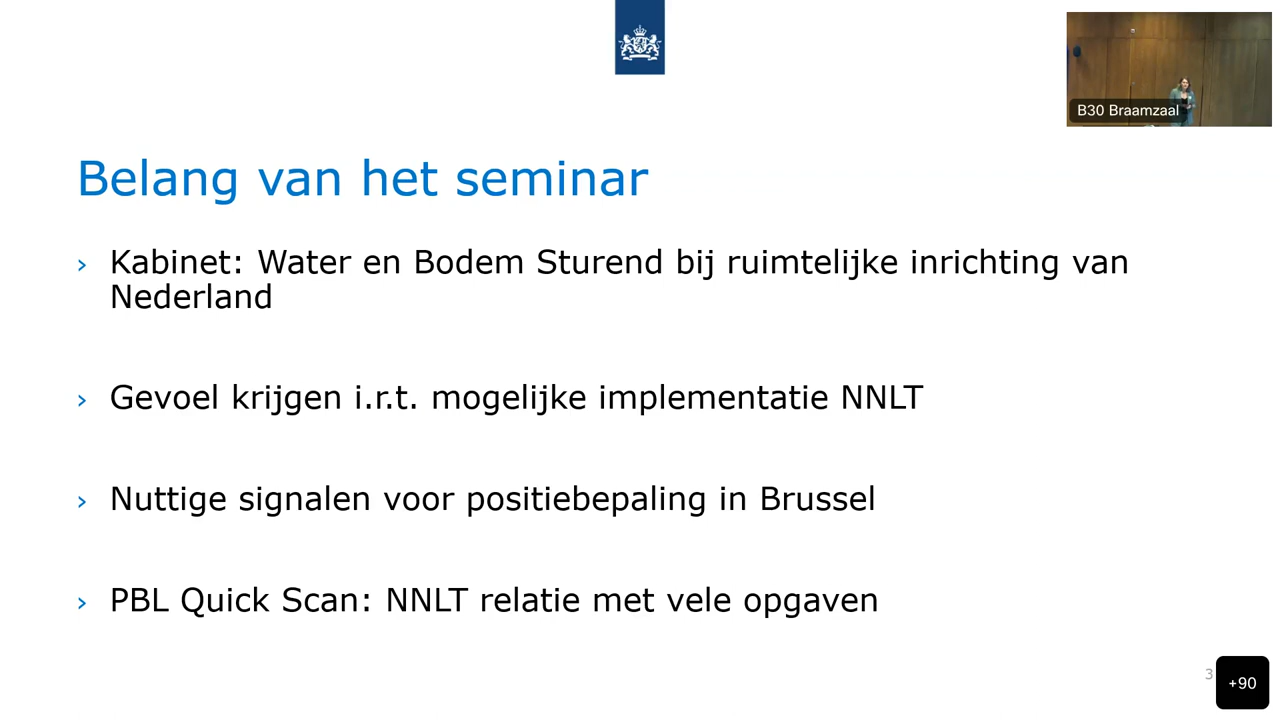 B30 Braamzaal
Belang van het seminar
› Kabinet: Water en Bodem Sturend bij ruimtelijke inrichting van
Nederland
› Gevoel krijgen i.r.t. mogelijke implementatie NNLT
› Nuttige signalen voor positiebepaling in Brussel
› PBL Quick Scan: NNLT relatie met vele opgaven
3
+90